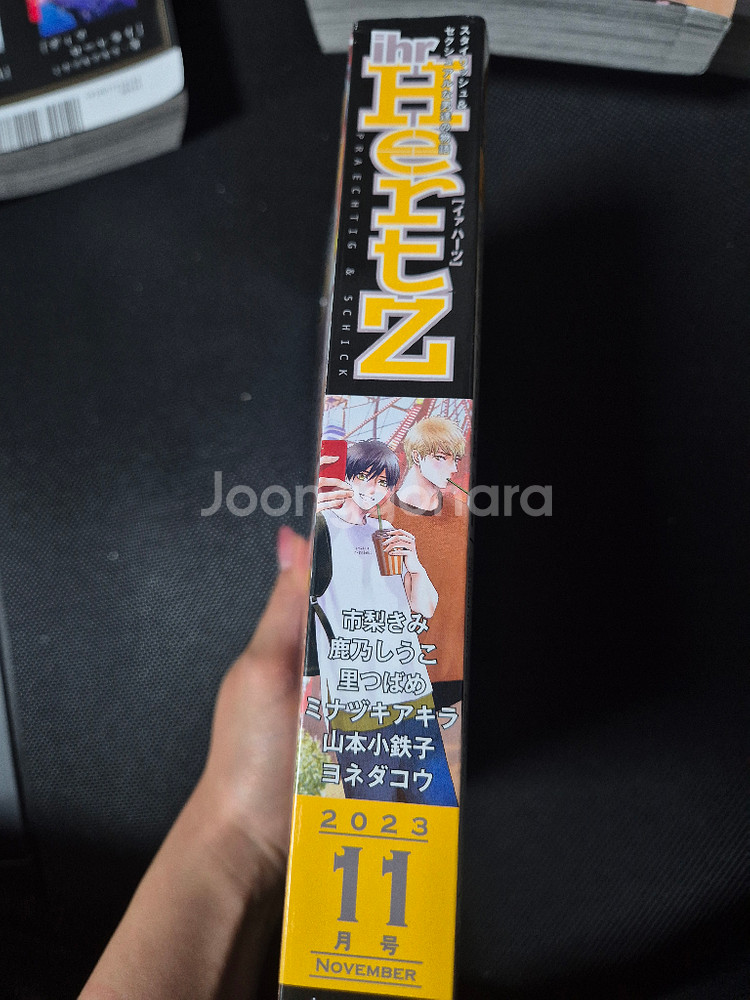 ihr
HertZ
[イァ ハーツ]
PRAECHTIG & SCHICK
市梨きみ
鹿乃しうこ
里つばめ
ミナヅキアキラ
山本小鉄子
ヨネダコウ
2023
11
月号
NOVEMBER
Joonggonara